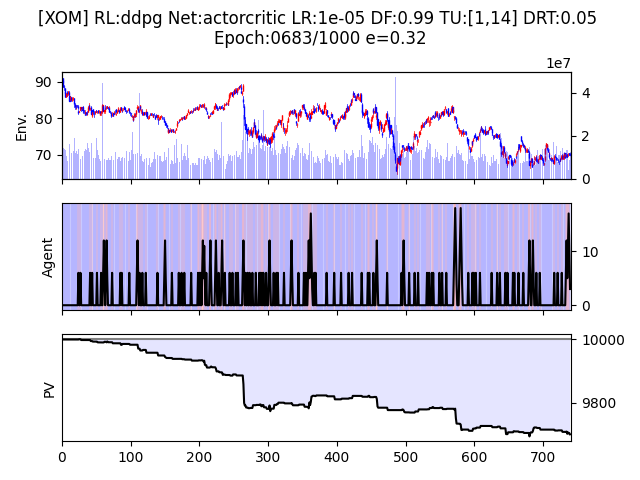 [XOM] RL:ddpg Net:actorcritic LR:1e-05 DF:0.99 TU:[1,14] DRT:0.05
Epoch:0683/1000 e=0.32
1e7
90
80
70
Env.
4
2
0
Agent
10
0
PV
10000
9800
0 100 200 300 400 500 600 700